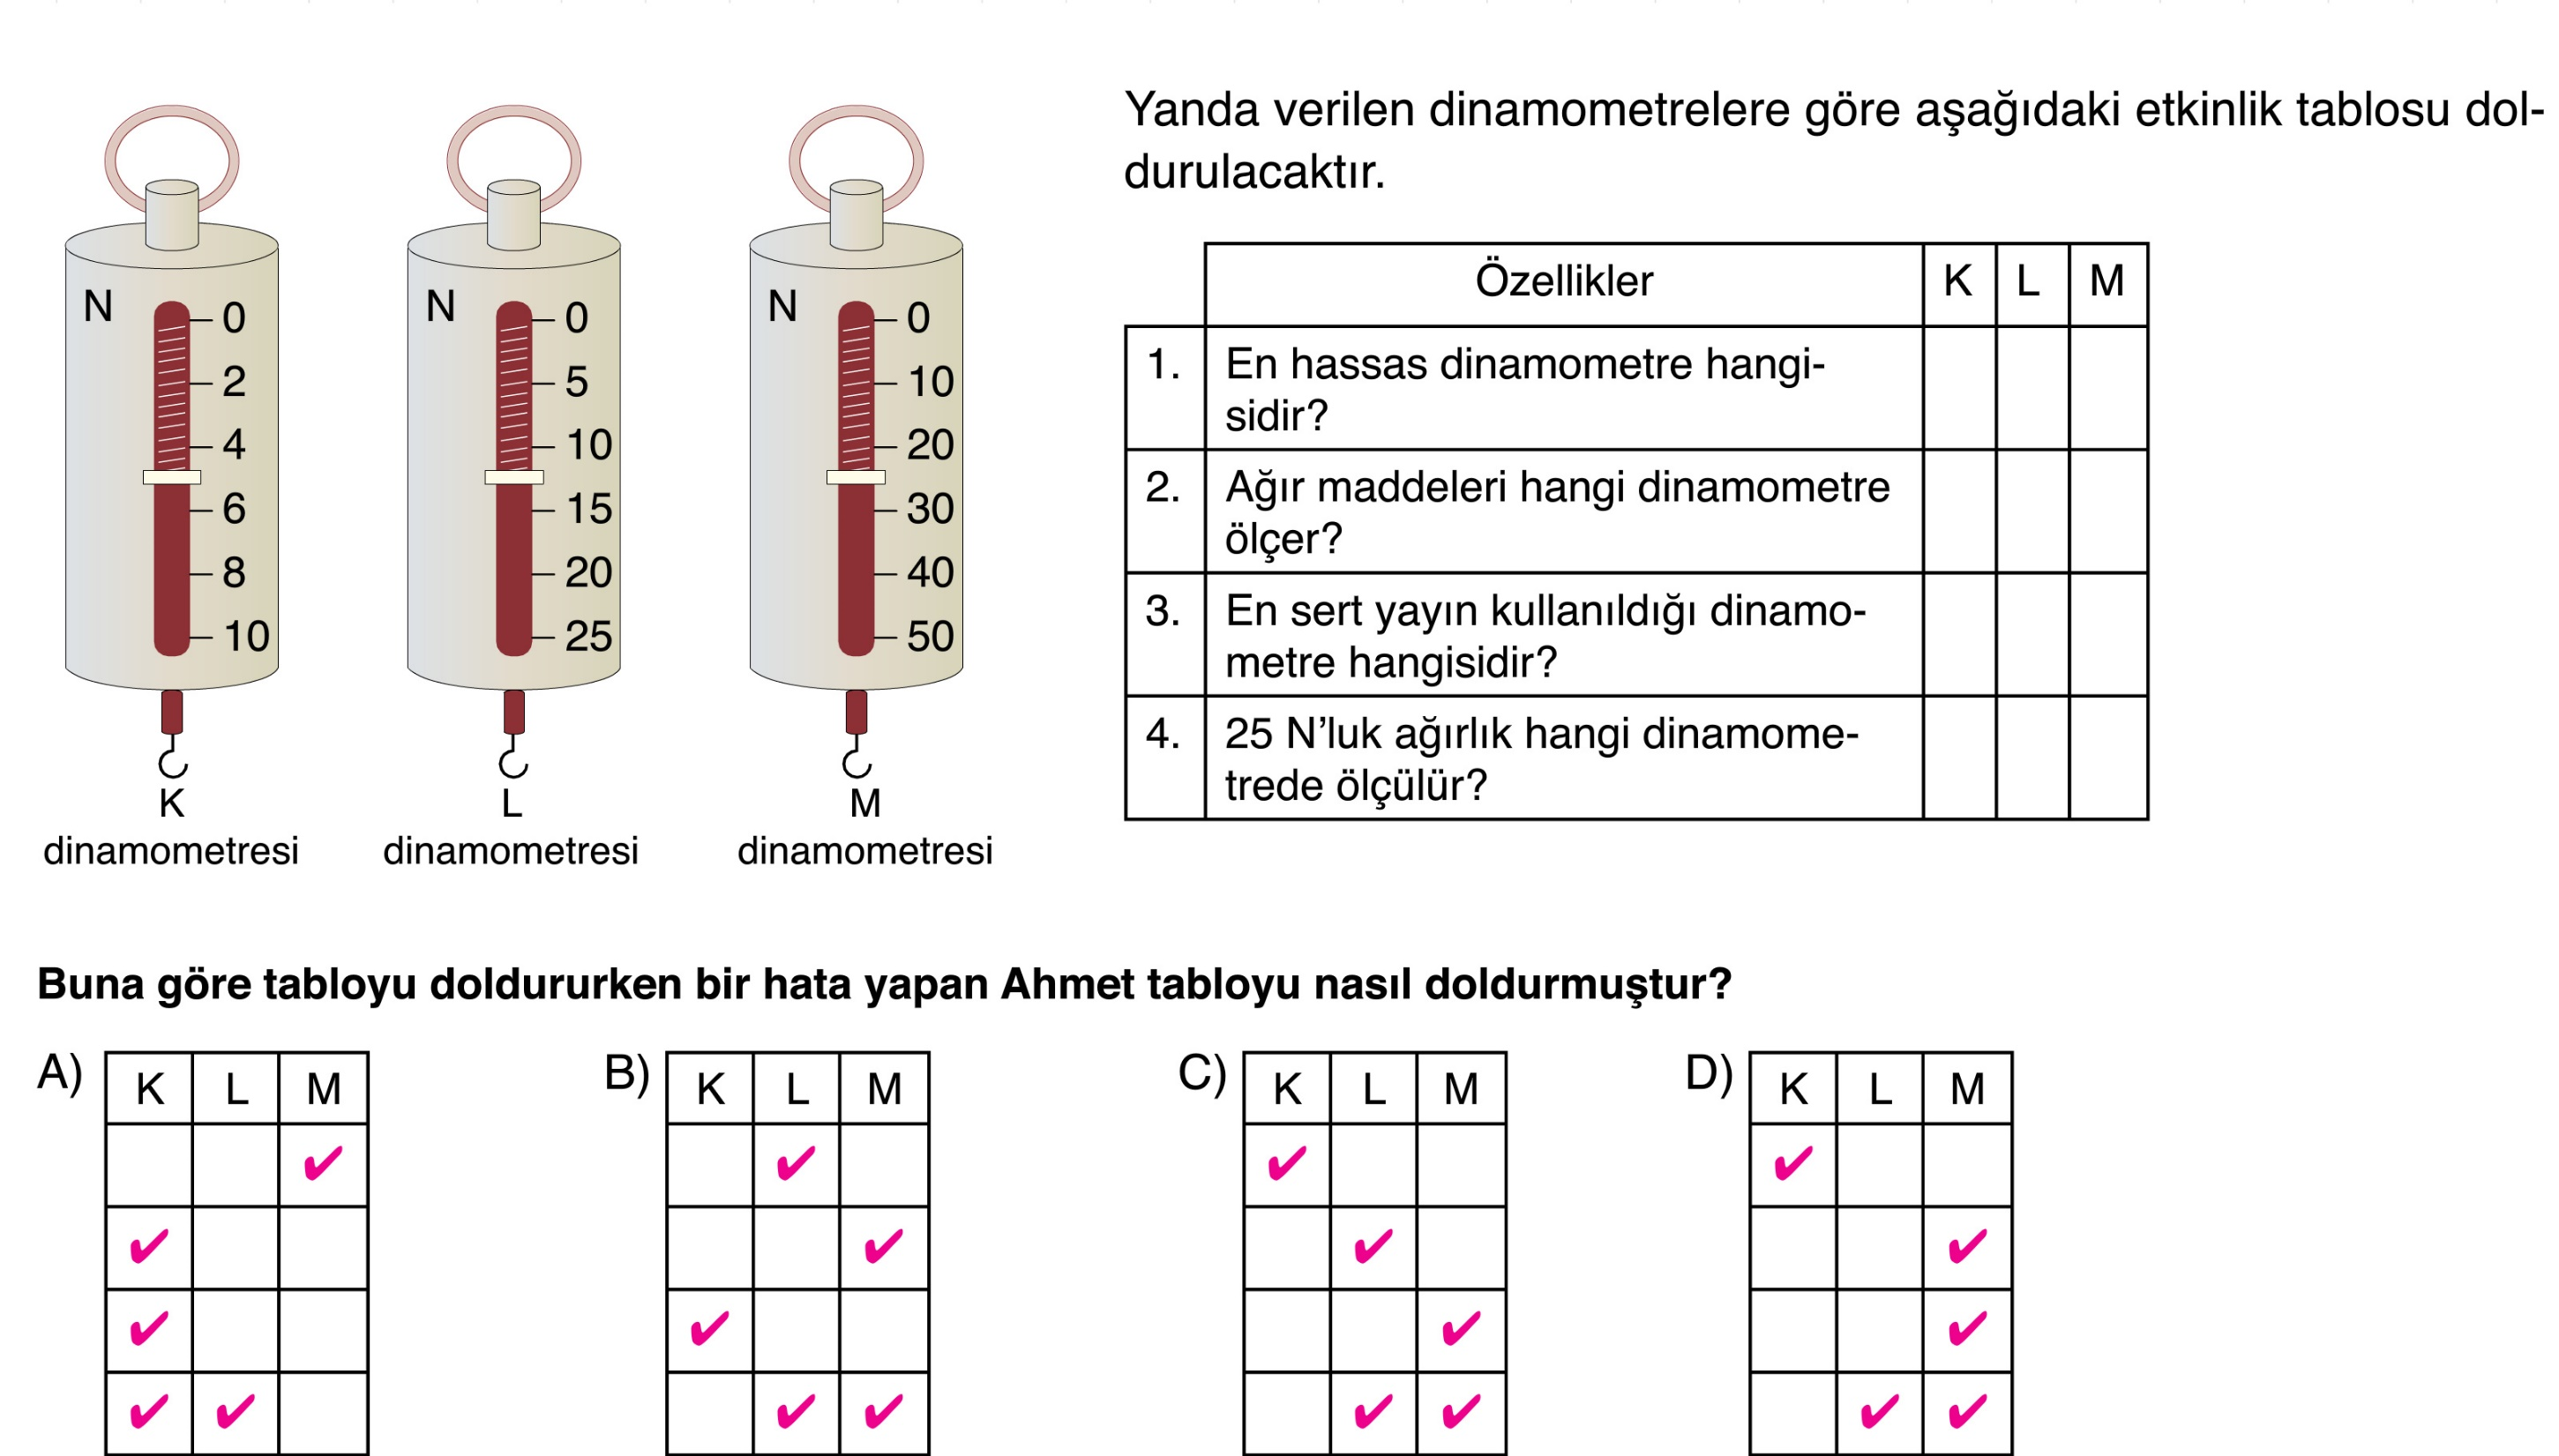 Yanda verilen dinamometrelere göre aşağıdaki etkinlik tablosu dol-
durulacaktır.
N
0
2
4
6
8
10
K
dinamometresi
N
0
5
10
15
20
25
L
dinamometresi
N
0
10
20
30
40
50
M
dinamometresi
Özellikler K L M
1. En hassas dinamometre hangi-
sidir?
2. Ağır maddeleri hangi dinamometre
ölçer?
3. En sert yayın kullanıldığı dinamo-
metre hangisidir?
4. 25 N’luk ağırlık hangi dinamome-
trede ölçülür?
Buna göre tabloyu doldururken bir hata yapan Ahmet tabloyu nasıl doldurmuştur?
A) K L M
✔
✔
✔
✔ ✔
B) K L M
✔
✔
✔
✔ ✔
C) K L M
✔
✔
✔
✔ ✔
D) K L M
✔
✔
✔
✔ ✔